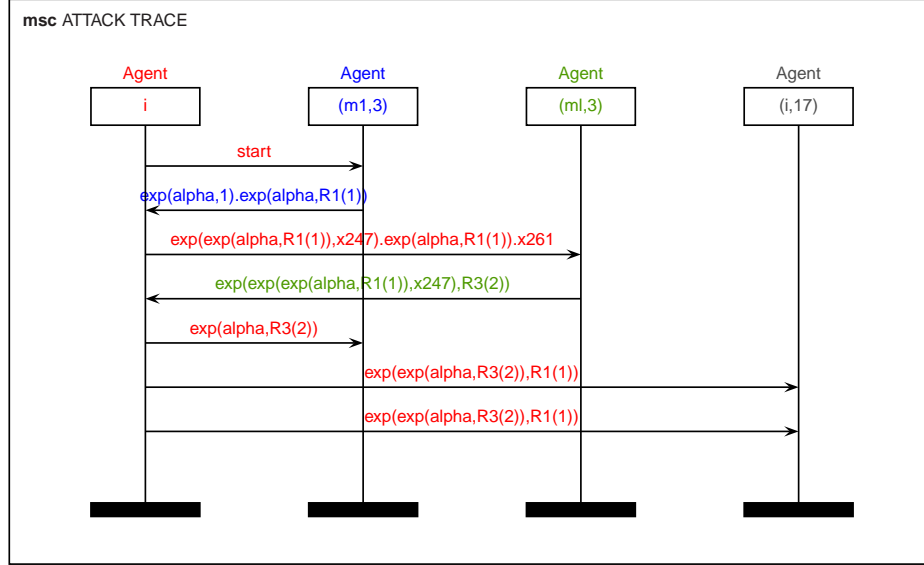 msc ATTACK TRACE
Agent Agent Agent Agent
i (m1,3) (ml,3) (i,17)
start
exp(alpha,1).exp(alpha,R1(1))
exp(exp(alpha,R1(1)),x247).exp(alpha,R1(1)).x261
exp(exp(exp(alpha,R1(1)),x247),R3(2))
exp(alpha,R3(2))
exp(exp(alpha,R3(2)),R1(1))
exp(exp(alpha,R3(2)),R1(1))